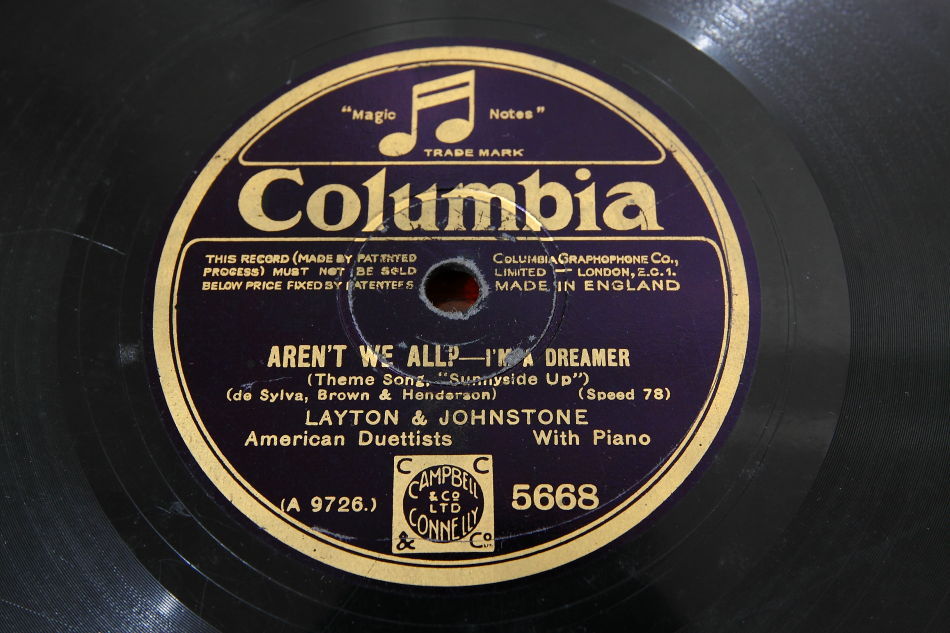 "Magic Notes"
TRADE MARK
Columbia
THIS RECORD (MADE BY PATENTED
PROCESS) MUST NOT BE SOLD
BELOW PRICE FIXED BY PATENTEES
COLUMBIA GRAPHOPHONE CO.,
LIMITED — LONDON, E.C.1.
MADE IN ENGLAND
AREN'T WE ALL?—I'M A DREAMER
(Theme Song, "Sunnyside Up")
(de Sylva, Brown & Henderson) (Speed 78)
LAYTON & JOHNSTONE
American Duettists With Piano
(A 9726.)
C C
CAMPBELL
& Co
LTD
CONNELLY
& Co
5668